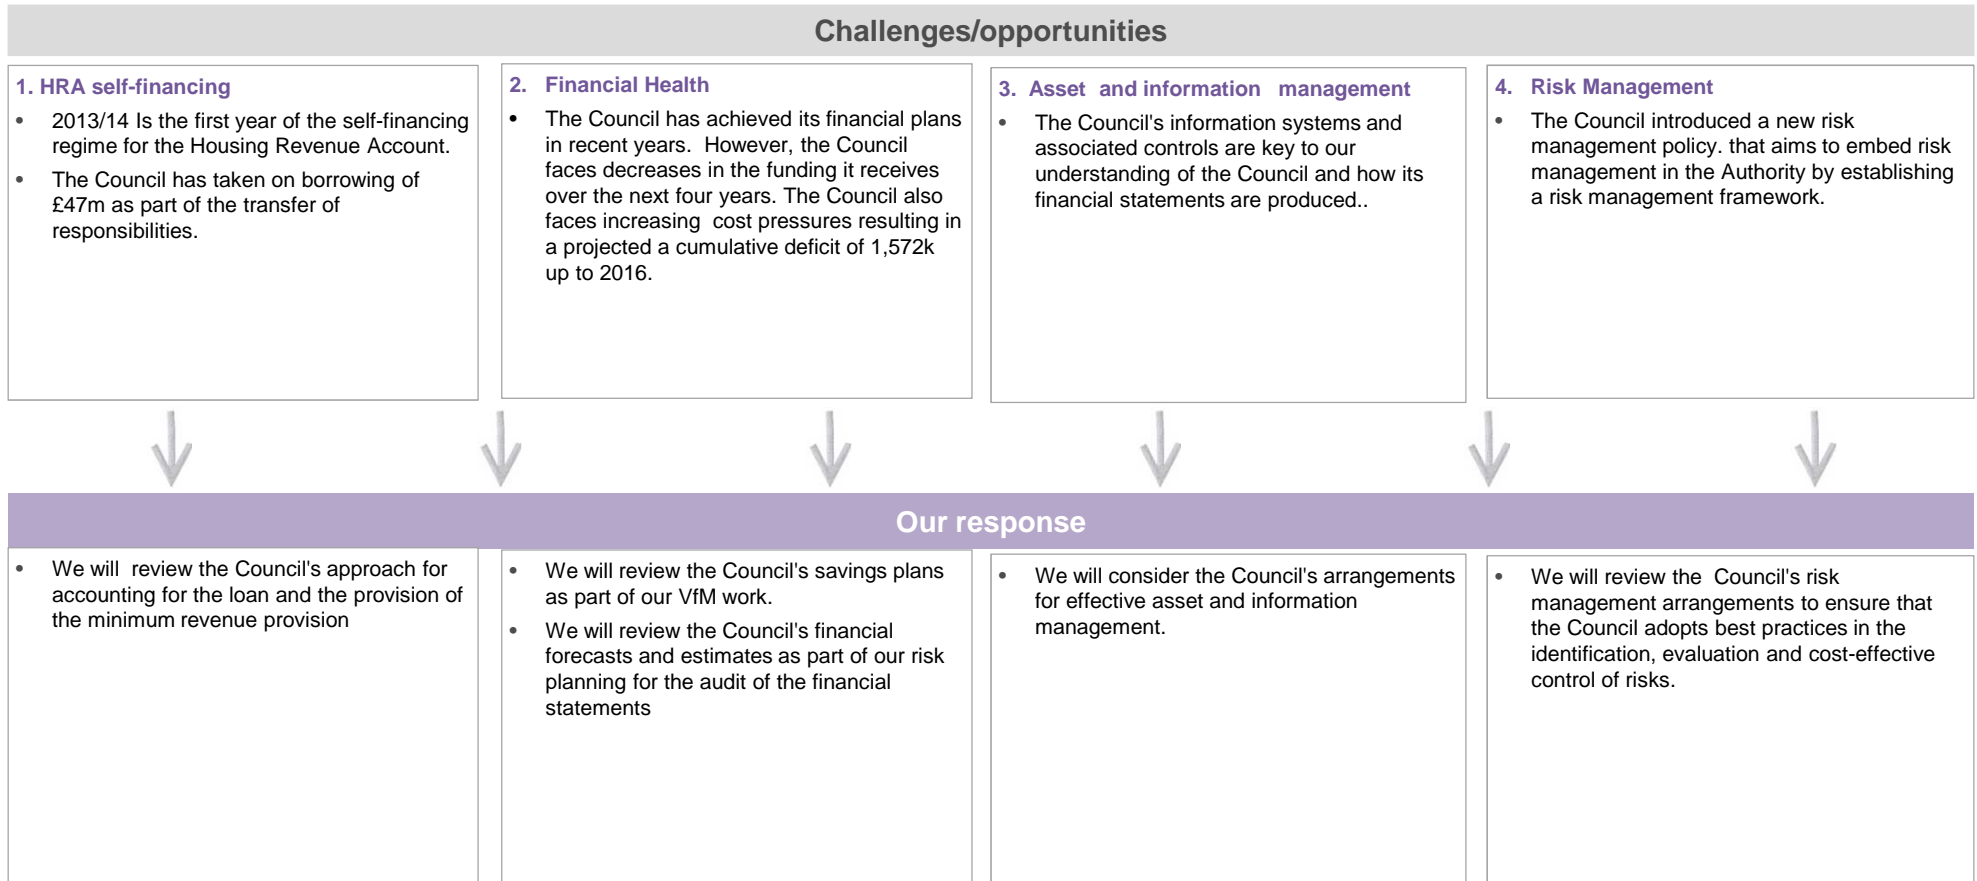 Challenges/opportunities
1. HRA self-financing
• 2013/14 Is the first year of the self-financing
regime for the Housing Revenue Account.
• The Council has taken on borrowing of
£47m as part of the transfer of
responsibilities.
2. Financial Health
• The Council has achieved its financial plans
in recent years. However, the Council
faces decreases in the funding it receives
over the next four years. The Council also
faces increasing cost pressures resulting in
a projected a cumulative deficit of 1,572k
up to 2016.
3. Asset and information management
• The Council's information systems and
associated controls are key to our
understanding of the Council and how its
financial statements are produced..
4. Risk Management
• The Council introduced a new risk
management policy. that aims to embed risk
management in the Authority by establishing
a risk management framework.
Our response
• We will review the Council's approach for
accounting for the loan and the provision of
the minimum revenue provision
• We will review the Council's savings plans
as part of our VfM work.
• We will review the Council's financial
forecasts and estimates as part of our risk
planning for the audit of the financial
statements
• We will consider the Council's arrangements
for effective asset and information
management.
• We will review the Council's risk
management arrangements to ensure that
the Council adopts best practices in the
identification, evaluation and cost-effective
control of risks.